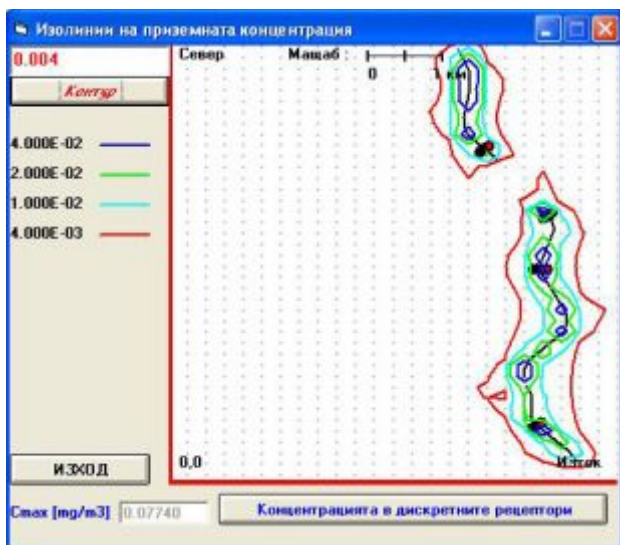 Изолинии на приземната концентрация
0.004
Север
Мащаб :
0
1 км
Контур
4.000E-02
2.000E-02
1.000E-02
4.000E-03
ИЗХОД
0,0
Изток
Cmax [mg/m3]
0.07740
Концентрацията в дискретните рецептори